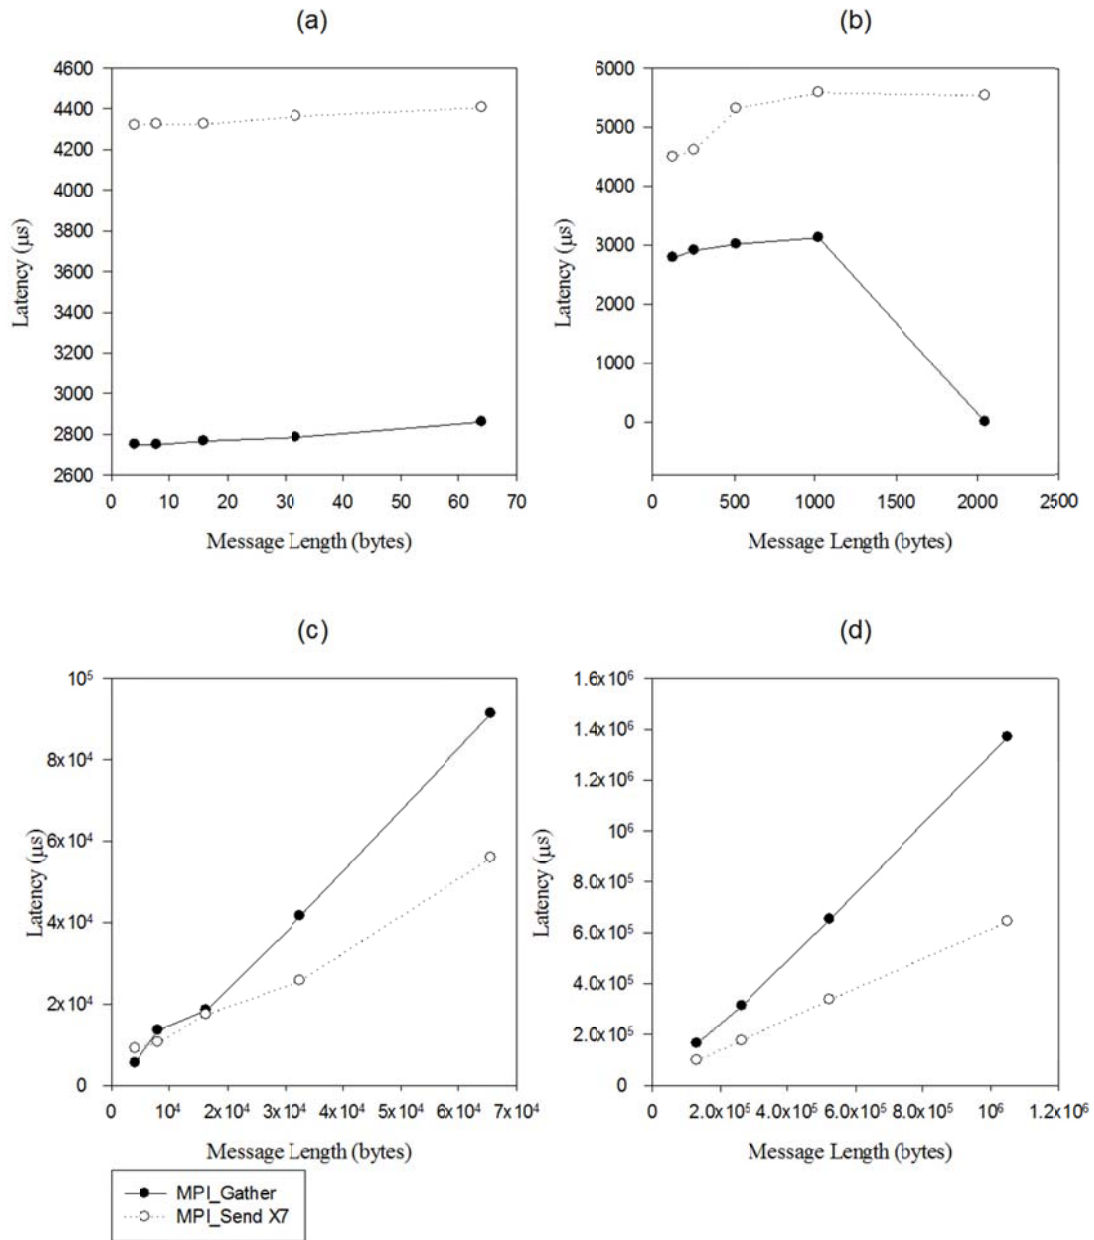 (a)
4600
4400
4200
4000
3800
3600
3400
3200
3000
2800
2600
Latency (μs)
0 10 20 30 40 50 60 70
Message Length (bytes)
(b)
6000
5000
4000
3000
2000
1000
0
Latency (μs)
0 500 1000 1500 2000 2500
Message Length (bytes)
(c)
10⁵
8x10⁴
6x10⁴
4x10⁴
2x10⁴
0
Latency (μs)
0 10⁴ 2x10⁴ 3x10⁴ 4x10⁴ 5x10⁴ 6x10⁴ 7x10⁴
Message Length (bytes)
(d)
1.6x10⁶
1.4x10⁶
1.2x10⁶
10⁶
8.0x10⁵
6.0x10⁵
4.0x10⁵
2.0x10⁵
0
Latency (μs)
0 2.0x10⁵ 4.0x10⁵ 6.0x10⁵ 8.0x10⁵ 10⁶ 1.2x10⁶
Message Length (bytes)
MPI_Gather
MPI_Send X7